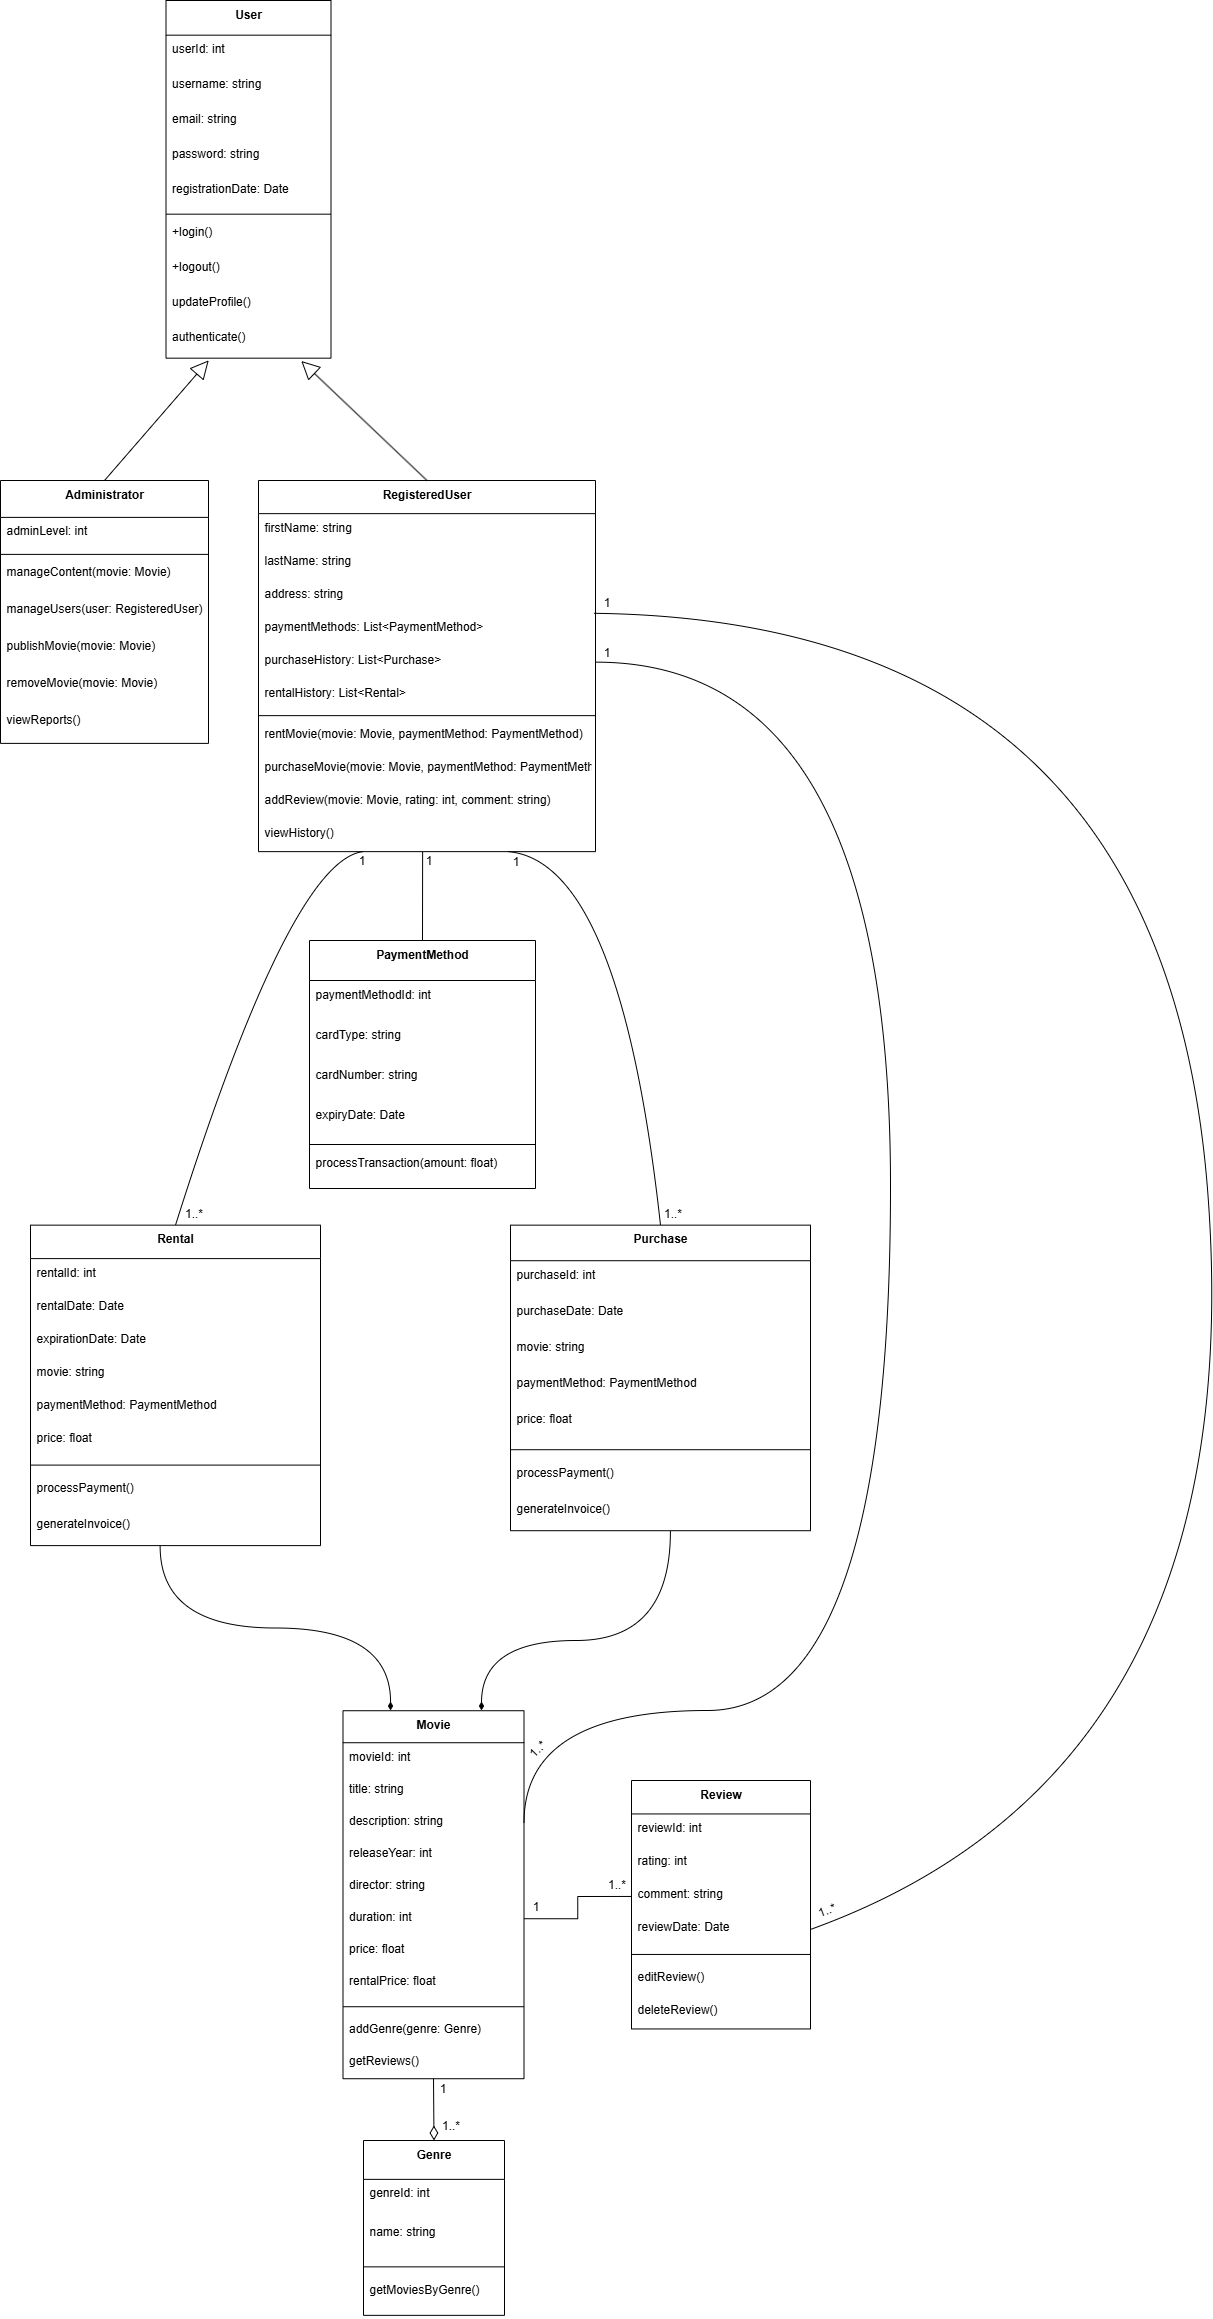 User
userId: int
username: string
email: string
password: string
registrationDate: Date
+login()
+logout()
updateProfile()
authenticate()
Administrator
adminLevel: int
manageContent(movie: Movie)
manageUsers(user: RegisteredUser)
publishMovie(movie: Movie)
removeMovie(movie: Movie)
viewReports()
RegisteredUser
firstName: string
lastName: string
address: string
paymentMethods: List<PaymentMethod>
purchaseHistory: List<Purchase>
rentalHistory: List<Rental>
rentMovie(movie: Movie, paymentMethod: PaymentMethod)
purchaseMovie(movie: Movie, paymentMethod: PaymentMeth
addReview(movie: Movie, rating: int, comment: string)
viewHistory()
1
1
1
1
1
PaymentMethod
paymentMethodId: int
cardType: string
cardNumber: string
expiryDate: Date
processTransaction(amount: float)
1..*
1..*
Rental
rentalId: int
rentalDate: Date
expirationDate: Date
movie: string
paymentMethod: PaymentMethod
price: float
processPayment()
generateInvoice()
Purchase
purchaseId: int
purchaseDate: Date
movie: string
paymentMethod: PaymentMethod
price: float
processPayment()
generateInvoice()
Movie
movieId: int
title: string
description: string
releaseYear: int
director: string
duration: int
price: float
rentalPrice: float
addGenre(genre: Genre)
getReviews()
1..*
1
1..*
Review
reviewId: int
rating: int
comment: string
reviewDate: Date
editReview()
deleteReview()
1..*
1
1..*
Genre
genreId: int
name: string
getMoviesByGenre()